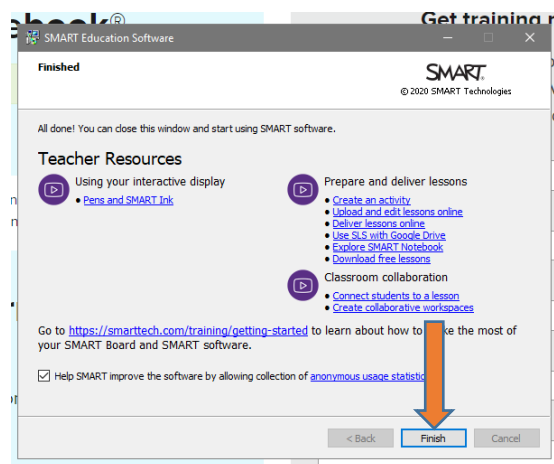 ebook®
Get training r
SMART Education Software
Finished
SMART.
© 2020 SMART Technologies
All done! You can close this window and start using SMART software.
Teacher Resources
Using your interactive display
• Pens and SMART Ink
Prepare and deliver lessons
• Create an activity
• Upload and edit lessons online
• Deliver lessons online
• Use SLS with Google Drive
• Explore SMART Notebook
• Download free lessons
Classroom collaboration
• Connect students to a lesson
• Create collaborative workspaces
Go to https://smarttech.com/training/getting-started to learn about how to ke the most of
your SMART Board and SMART software.
Help SMART improve the software by allowing collection of anonymous usage statistic
< Back Finish Cancel